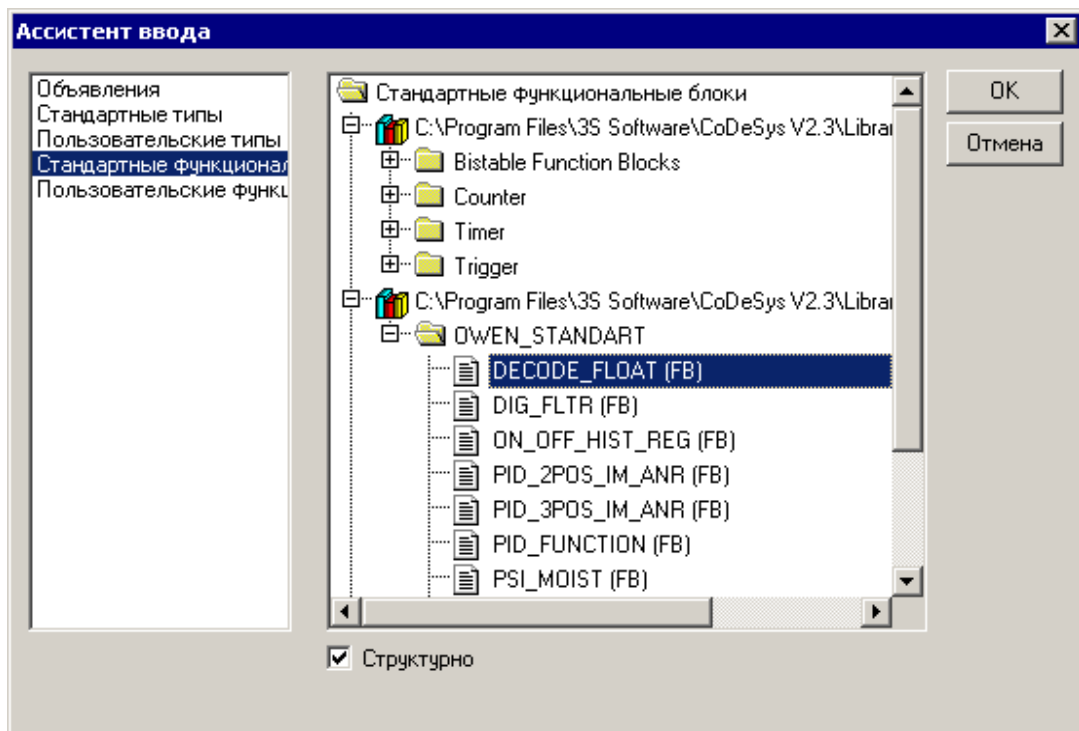 Ассистент ввода
Объявления
Стандартные типы
Пользовательские типы
Стандартные функционал
Пользовательские функц
Стандартные функциональные блоки
C:\Program Files\3S Software\CoDeSys V2.3\Librar
Bistable Function Blocks
Counter
Timer
Trigger
C:\Program Files\3S Software\CoDeSys V2.3\Librar
OWEN_STANDART
DECODE_FLOAT (FB)
DIG_FLTR (FB)
ON_OFF_HIST_REG (FB)
PID_2POS_IM_ANR (FB)
PID_3POS_IM_ANR (FB)
PID_FUNCTION (FB)
PSI_MOIST (FB)
Структурно
OK
Отмена